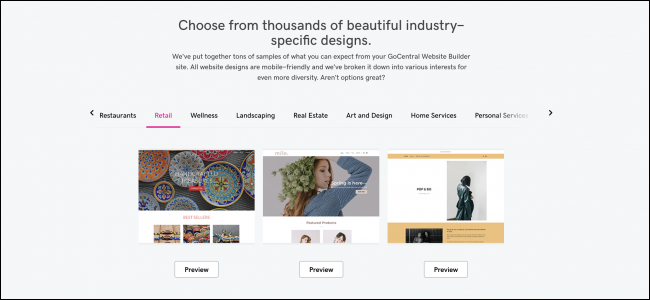 Choose from thousands of beautiful industry–
specific designs.
We've put together tons of samples of what you can expect from your GoCentral Website Builder
site. All website designs are mobile-friendly and we've broken it down into various interests for
even more diversity. Aren't options great?
Restaurants Retail Wellness Landscaping Real Estate Art and Design Home Services Personal Services
Spring is here—
BEST SELLERS
Featured Products
Preview Preview Preview